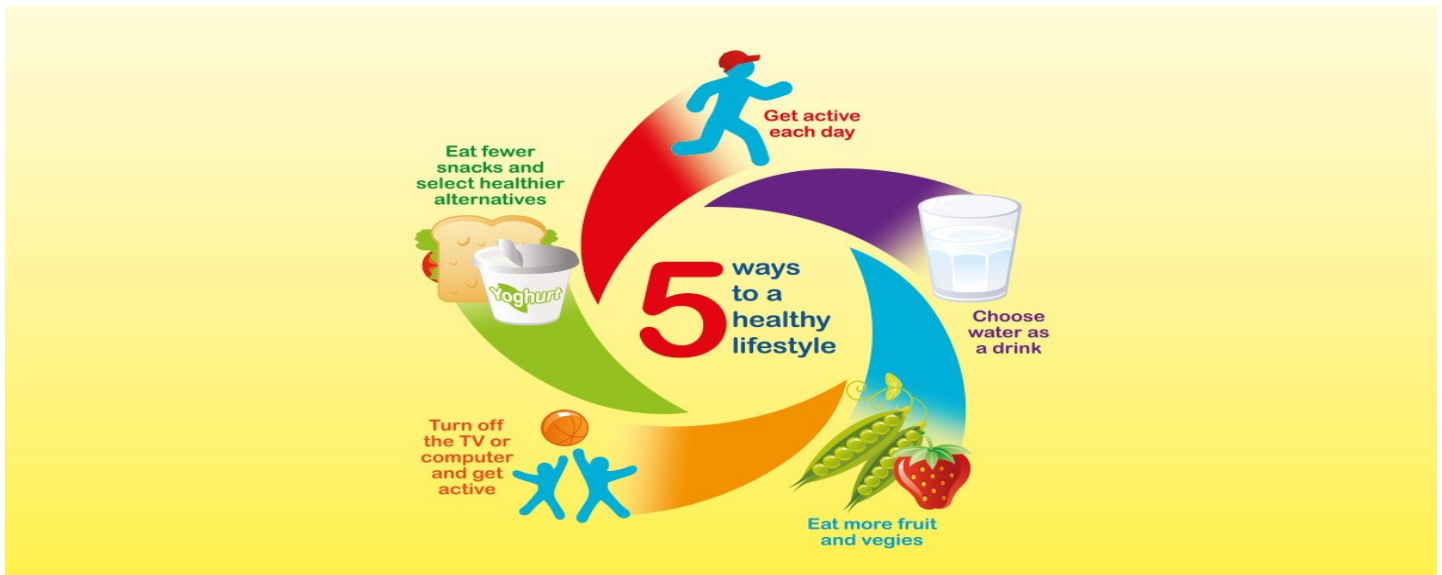 Get active
each day
Eat fewer
snacks and
select healthier
alternatives
Yoghurt
5 ways
to a
healthy
lifestyle
Choose
water as
a drink
Turn off
the TV or
computer
and get
active
Eat more fruit
and vegies